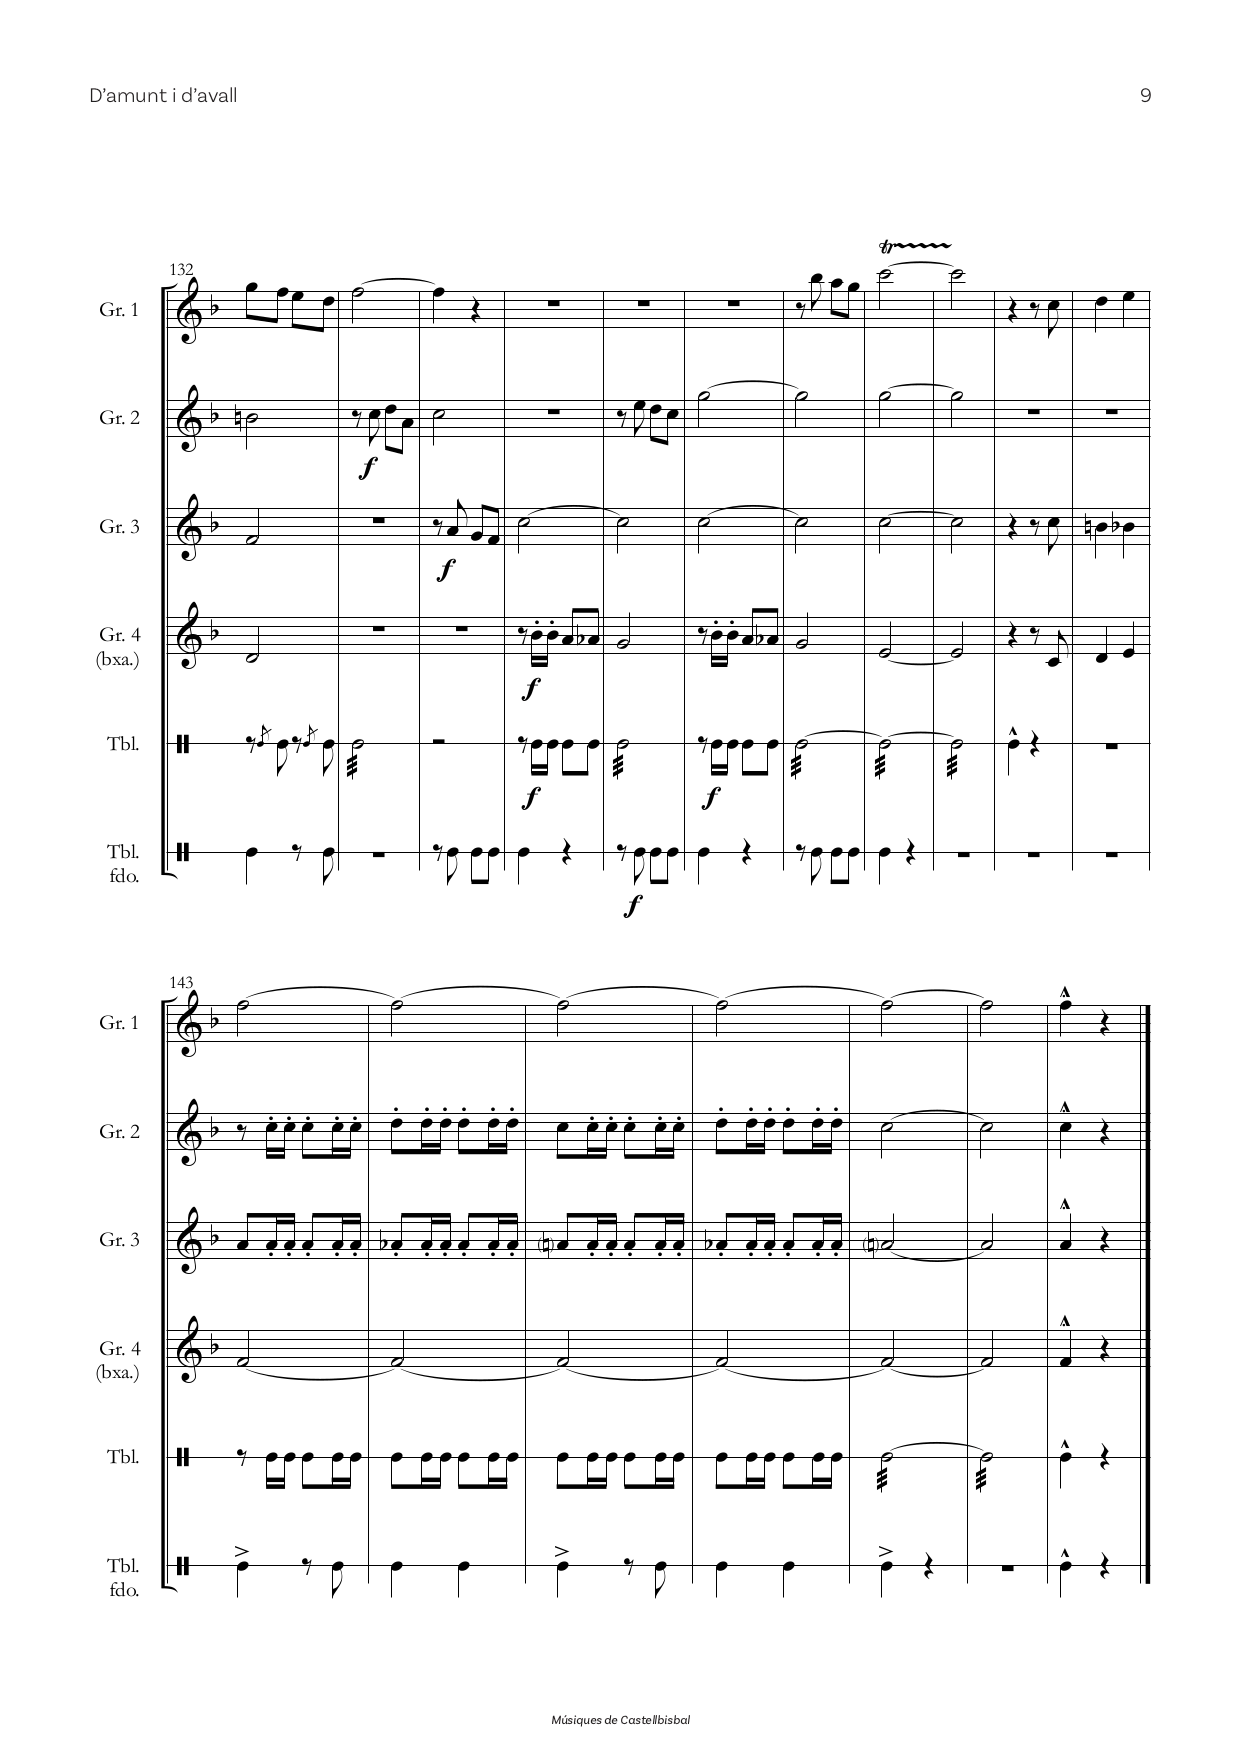 D’amunt i d’avall
9
132
Gr. 1
Gr. 2
f
Gr. 3
f
Gr. 4
(bxa.)
f
Tbl.
f f
Tbl.
fdo.
f
143
Gr. 1
Gr. 2
Gr. 3
Gr. 4
(bxa.)
Tbl.
Tbl.
fdo.
Músiques de Castellbisbal